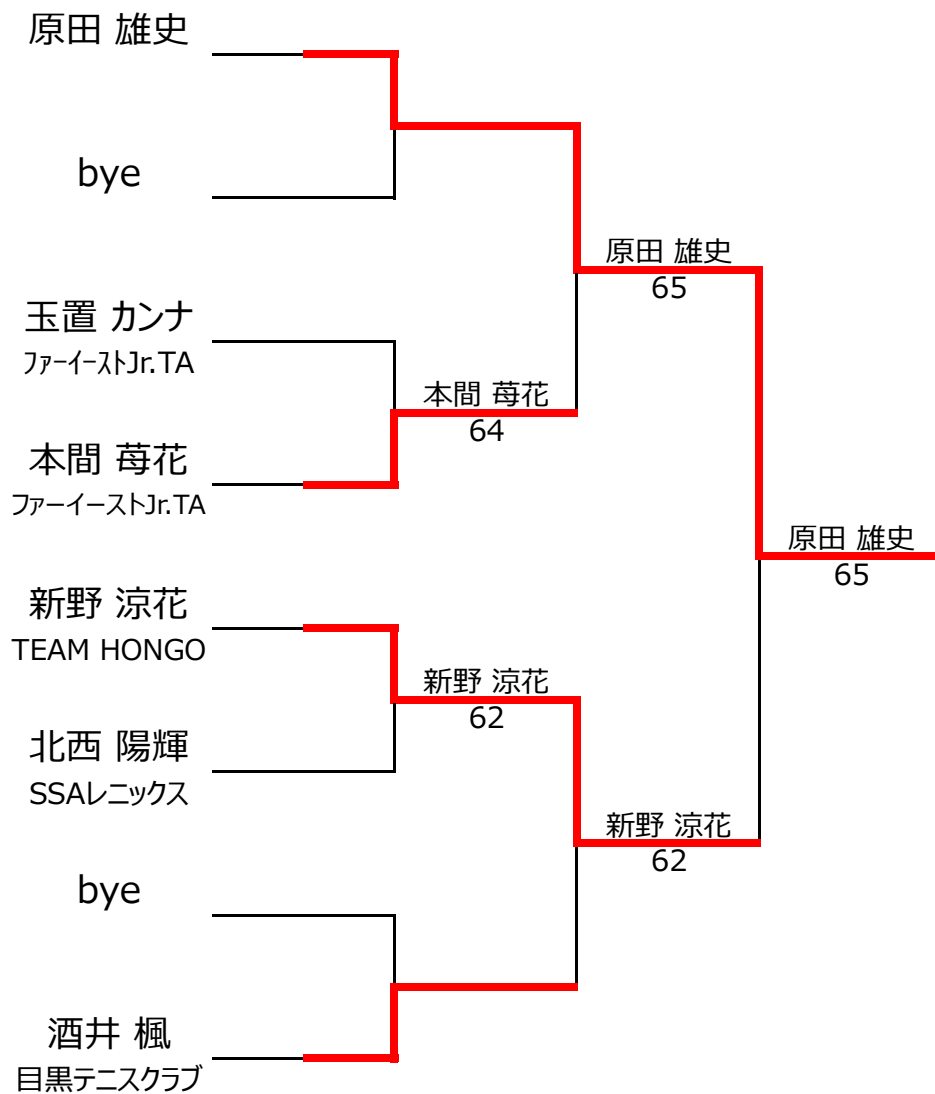 原田 雄史
bye
原田 雄史
65
玉置 カンナ
ファーイーストJr.TA
本間 苺花
64
本間 苺花
ファーイーストJr.TA
原田 雄史
65
新野 涼花
TEAM HONGO
新野 涼花
62
北西 陽輝
SSAレニックス
新野 涼花
62
bye
酒井 楓
目黒テニスクラブ